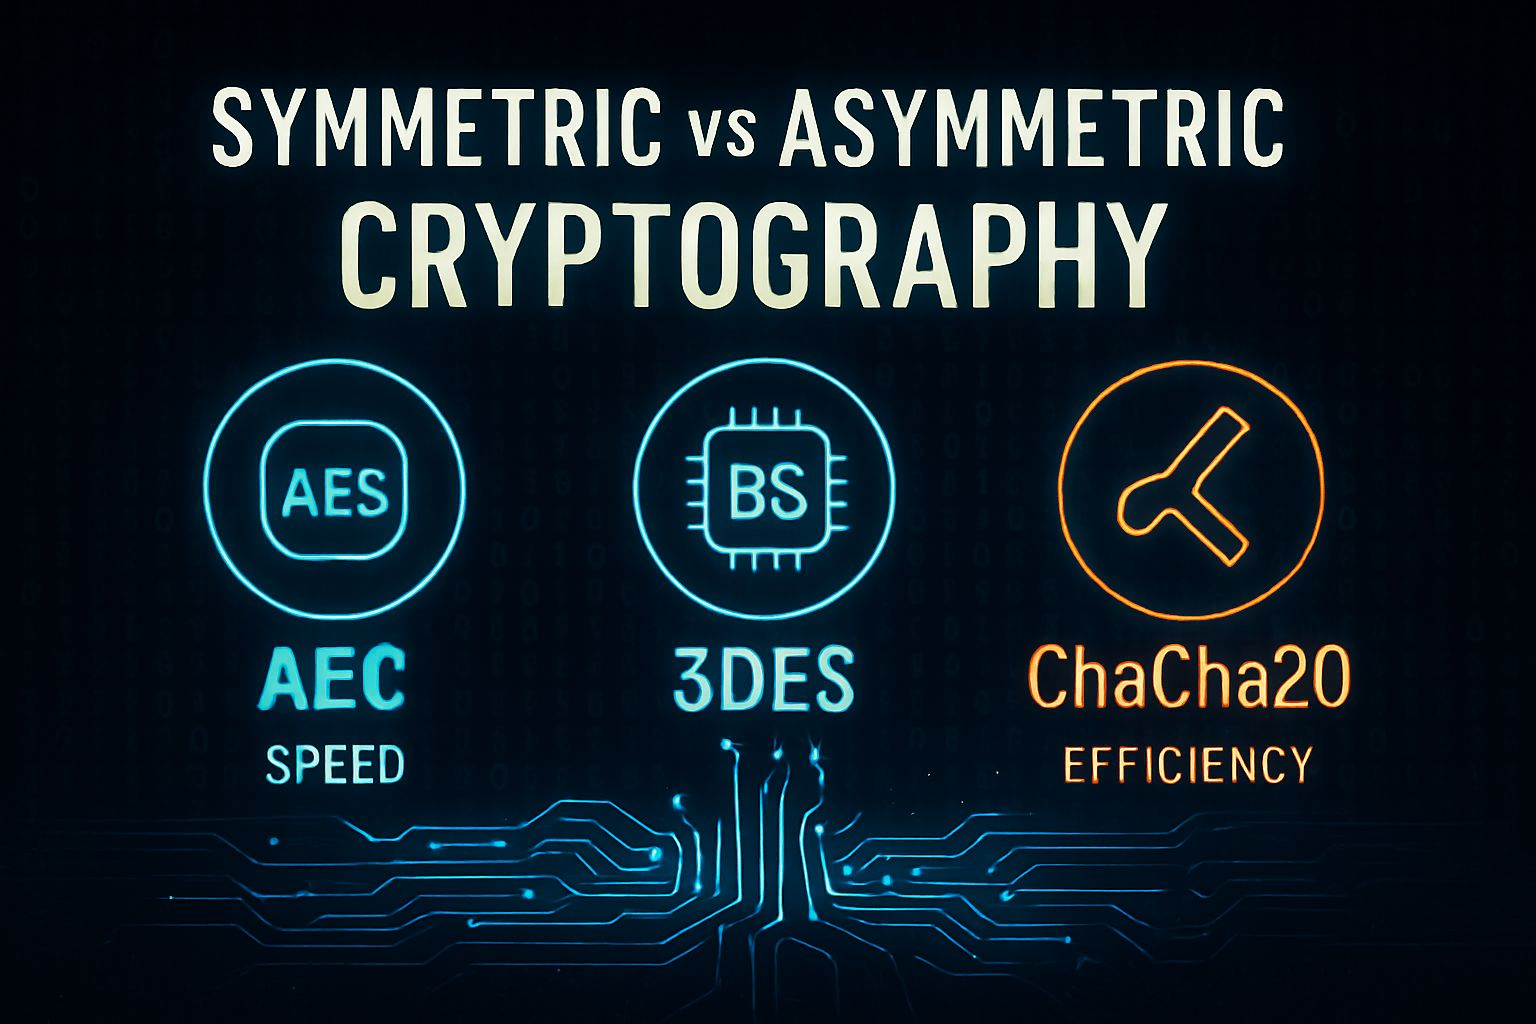 SYMMETRIC vs ASYMMETRIC
CRYPTOGRAPHY
AES
BS
AEC
3DES
ChaCha20
SPEED
EFFICIENCY